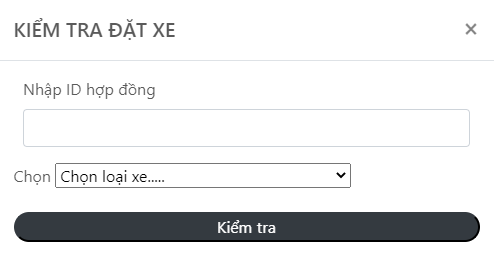 KIỂM TRA ĐẶT XE ×
Nhập ID hợp đồng
Chọn Chọn loại xe.....
Kiểm tra